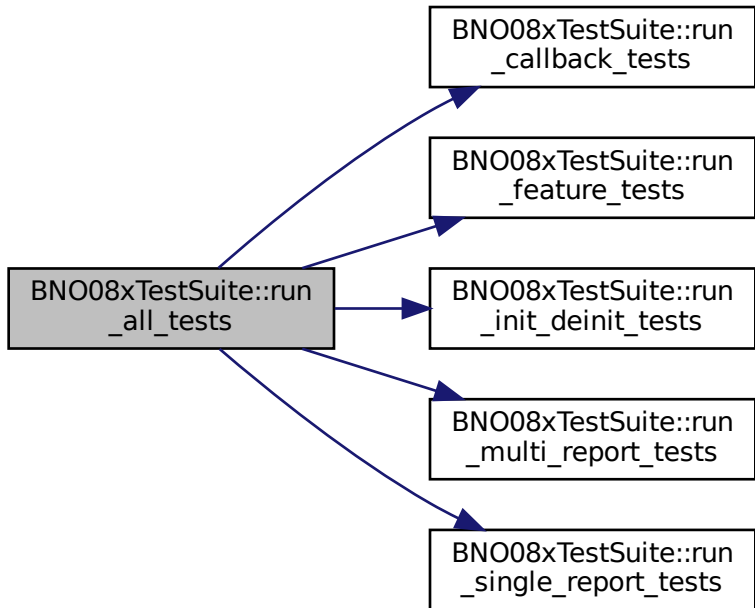 BNO08xTestSuite::run
_callback_tests
BNO08xTestSuite::run
_feature_tests
BNO08xTestSuite::run
_all_tests
BNO08xTestSuite::run
_init_deinit_tests
BNO08xTestSuite::run
_multi_report_tests
BNO08xTestSuite::run
_single_report_tests